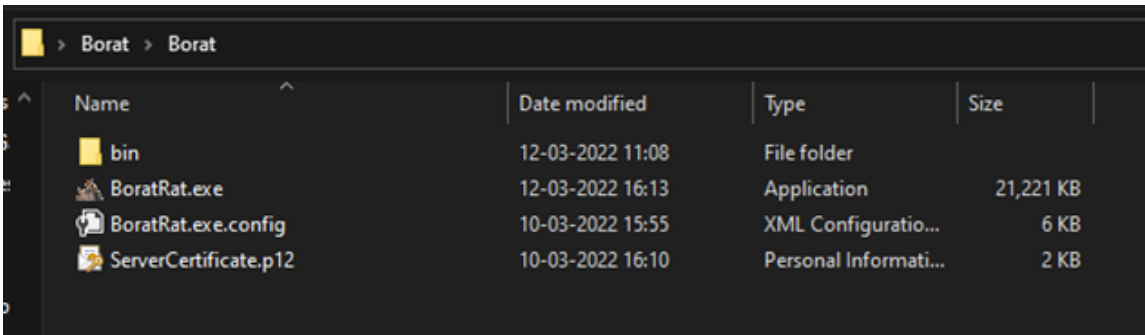 Borat > Borat
Name Date modified Type Size
bin 12-03-2022 11:08 File folder
BoratRat.exe 12-03-2022 16:13 Application 21,221 KB
BoratRat.exe.config 10-03-2022 15:55 XML Configuratio... 6 KB
ServerCertificate.p12 10-03-2022 16:10 Personal Informati... 2 KB